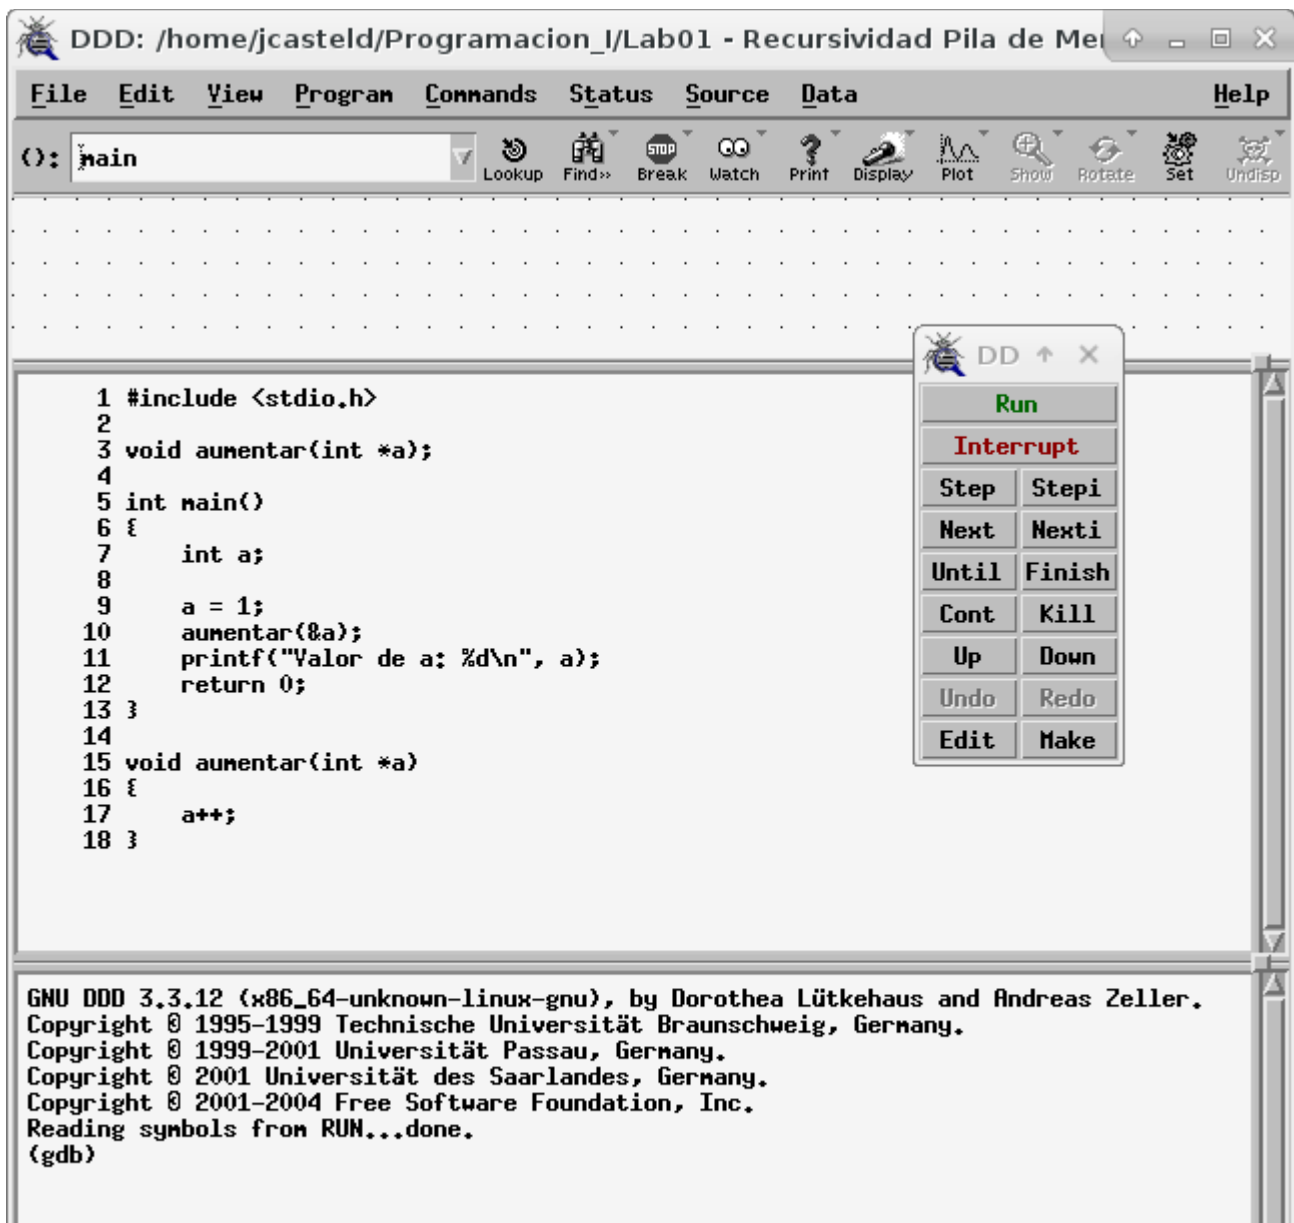 DDD: /home/jcasteld/Programacion_I/Lab01 - Recursividad Pila de Me
File Edit View Program Commands Status Source Data Help
(): main Lookup Find» Break Watch Print Display Plot Show Rotate Set Undisp
STOP
DD
Run
Interrupt
Step Stepi
Next Nexti
Until Finish
Cont Kill
Up Down
Undo Redo
Edit Make
1 #include <stdio.h>
2
3 void aumentar(int *a);
4
5 int main()
6 {
7 int a;
8
9 a = 1;
10 aumentar(&a);
11 printf("Valor de a: %d\n", a);
12 return 0;
13 }
14
15 void aumentar(int *a)
16 {
17 a++;
18 }
GNU DDD 3.3.12 (x86_64-unknown-linux-gnu), by Dorothea Lütkehaus and Andreas Zeller.
Copyright © 1995-1999 Technische Universität Braunschweig, Germany.
Copyright © 1999-2001 Universität Passau, Germany.
Copyright © 2001 Universität des Saarlandes, Germany.
Copyright © 2001-2004 Free Software Foundation, Inc.
Reading symbols from RUN...done.
(gdb)